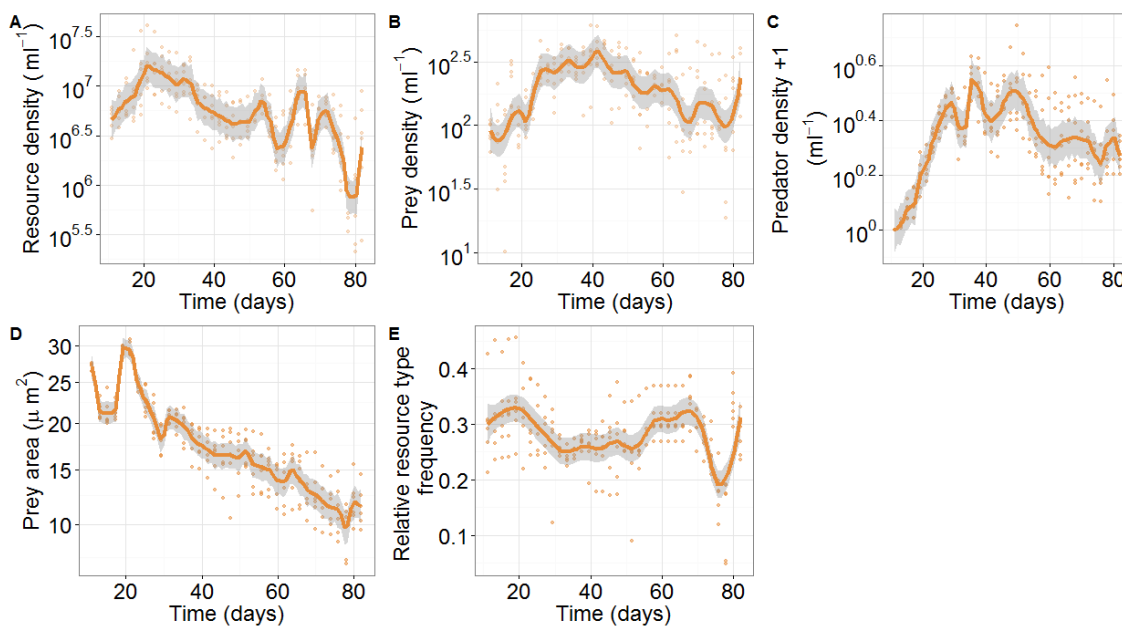 A
Resource density ( ml⁻¹)
10^7.5
10^7
10^6.5
10^6
10^5.5
20 40 60 80
Time (days)
B
Prey density (ml⁻¹)
10^2.5
10^2
10^1.5
10^1
20 40 60 80
Time (days)
C
Predator density +1
(ml⁻¹)
10^0.6
10^0.4
10^0.2
10^0
20 40 60 80
Time (days)
D
Prey area (μ m²)
30
25
20
15
10
20 40 60 80
Time (days)
E
Relative resource type
frequency
0.4
0.3
0.2
0.1
20 40 60 80
Time (days)